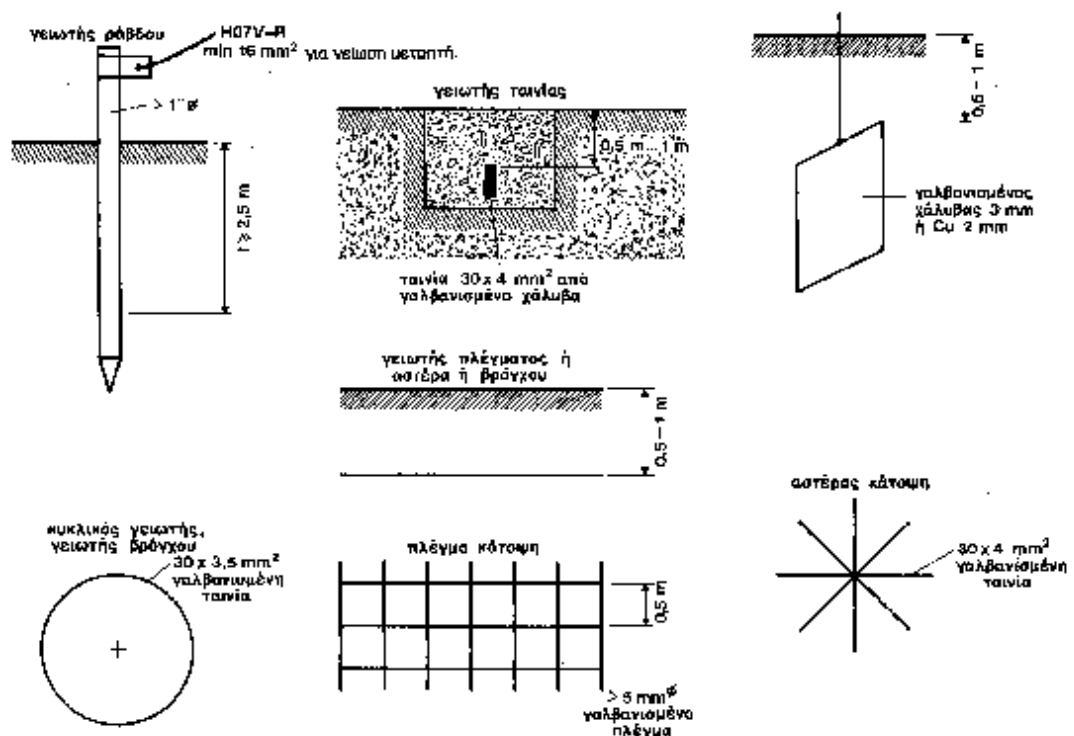 γειωτής ράβδου
H07V-R
min 16 mm² για γείωση μετρητή.
> 1" ø
l ≥ 2,5 m
γειωτής ταινίας
0,5 m - 1 m
ταινία 30 x 4 mm² από
γαλβανισμένο χάλυβα
0,5 - 1 m
γαλβανισμένος
χάλυβας 3 mm
ή Cu 2 mm
γειωτής πλέγματος ή
αστέρα ή βρόγχου
0,5 - 1 m
κυκλικός γειωτής,
γειωτής βρόγχου
30 x 3,5 mm²
γαλβανισμένη
ταινία
πλέγμα κάτοψη
0,5 m
> 5 mm ø
γαλβανισμένο
πλέγμα
αστέρας κάτοψη
30 x 4 mm²
γαλβανισμένη
ταινία